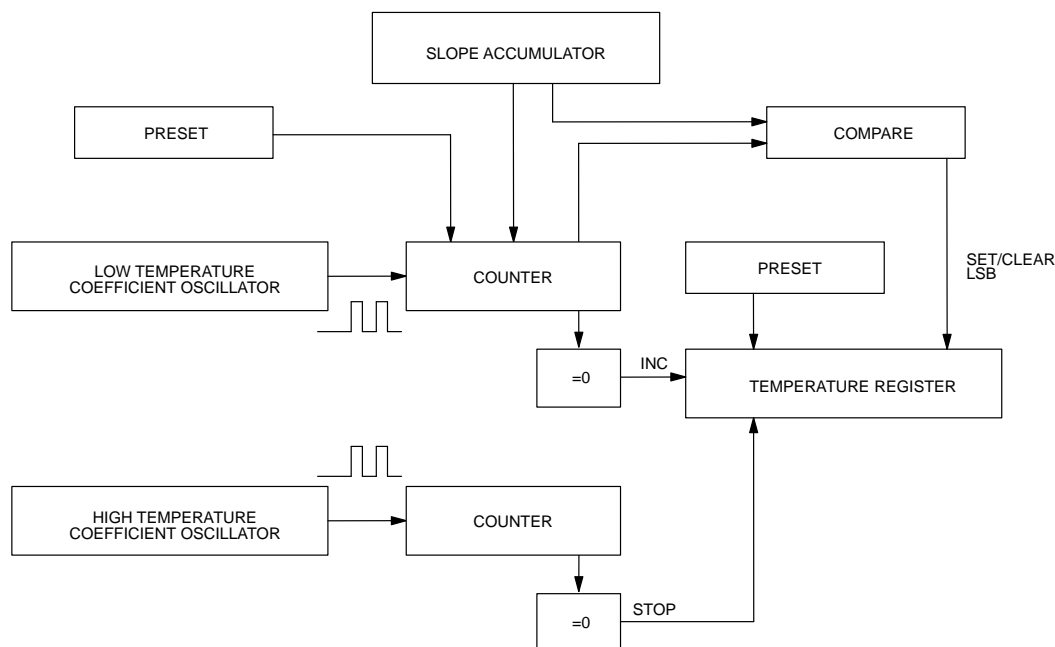 SLOPE ACCUMULATOR
PRESET
COMPARE
LOW TEMPERATURE
COEFFICIENT OSCILLATOR
COUNTER
PRESET
SET/CLEAR
LSB
=0
INC
TEMPERATURE REGISTER
HIGH TEMPERATURE
COEFFICIENT OSCILLATOR
COUNTER
=0
STOP